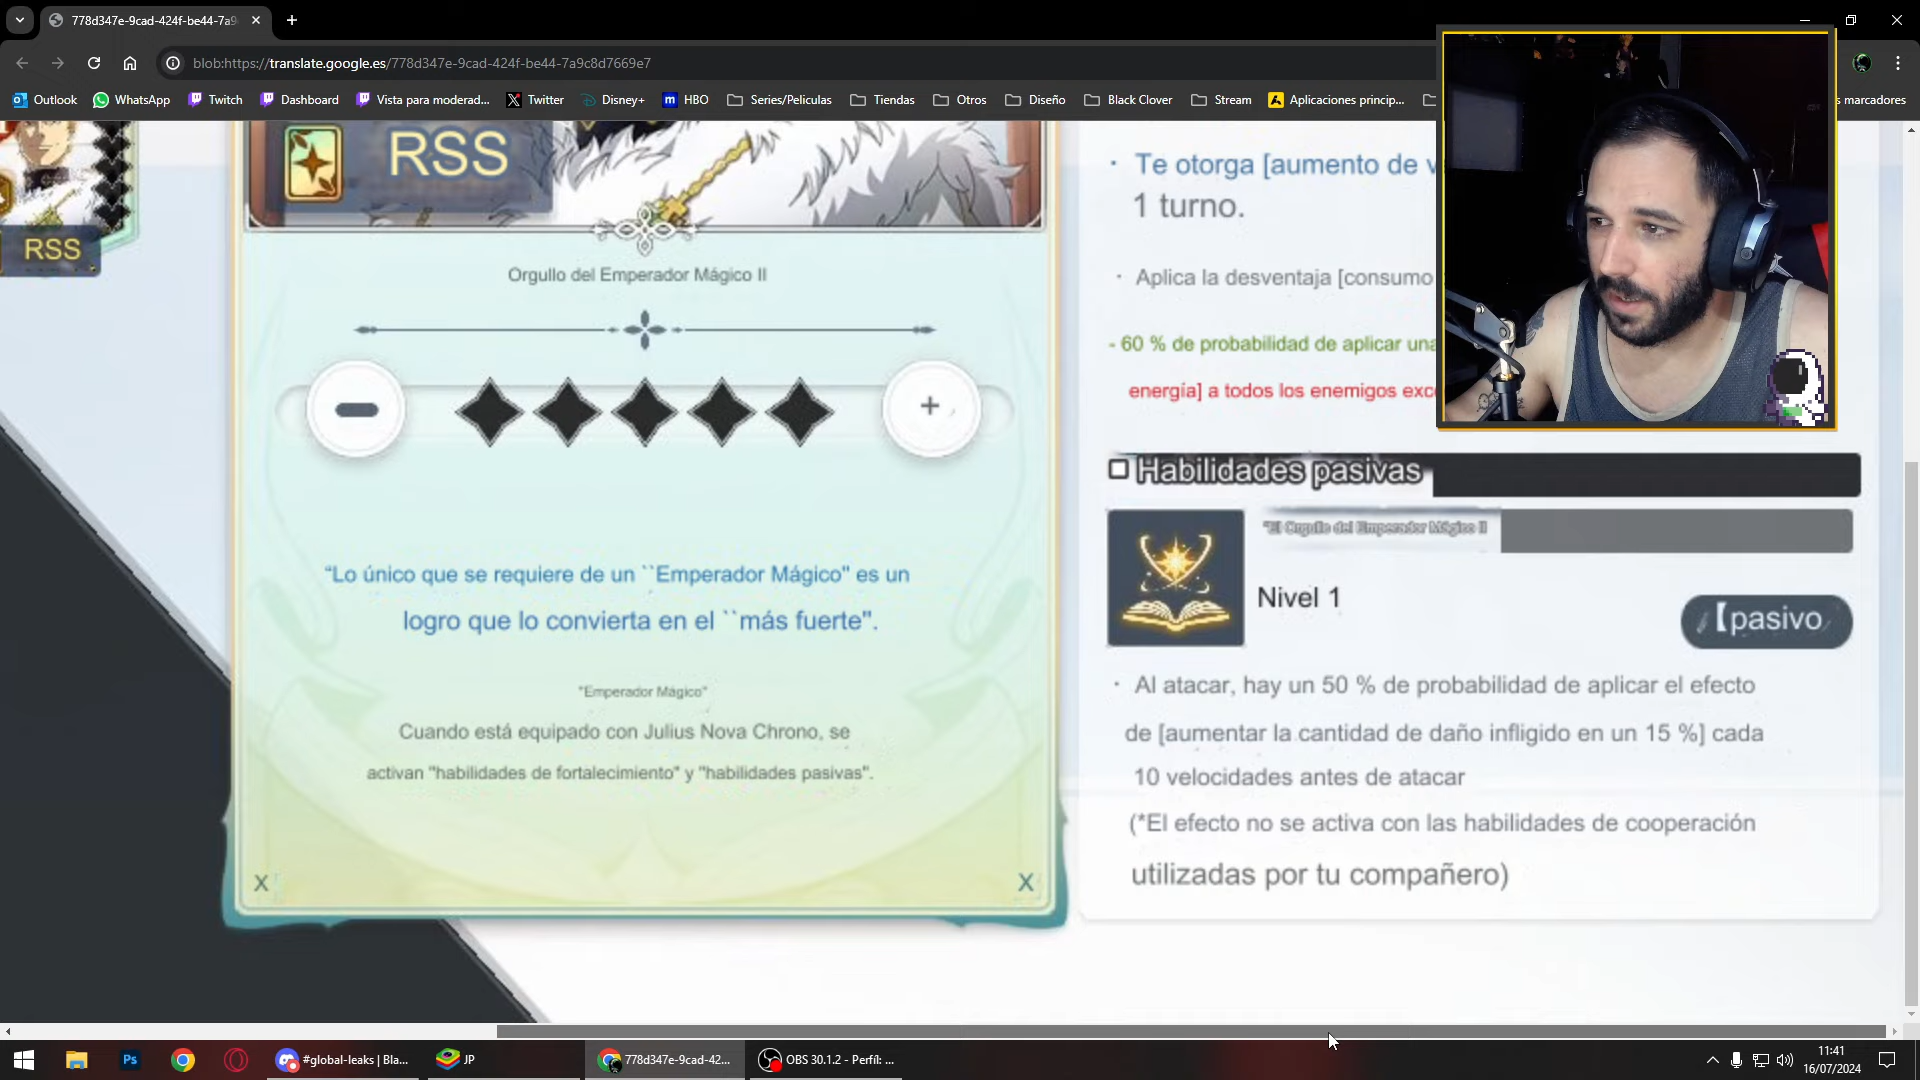 778d347e-9cad-424f-be44-7a9
blob:https://translate.google.es/778d347e-9cad-424f-be44-7a9c8d7669e7
Outlook
WhatsApp
Twitch
Dashboard
Vista para moderad...
Twitter
Disney+
HBO
Series/Peliculas
Tiendas
Otros
Diseño
Black Clover
Stream
Aplicaciones princip...
s marcadores
RSS
RSS
Orgullo del Emperador Mágico II
“Lo único que se requiere de un ``Emperador Mágico" es un
logro que lo convierta en el ``más fuerte".
"Emperador Mágico"
Cuando está equipado con Julius Nova Chrono, se
activan "habilidades de fortalecimiento" y "habilidades pasivas".
X
X
· Te otorga [aumento de v
1 turno.
· Aplica la desventaja [consumo
- 60 % de probabilidad de aplicar una
energía] a todos los enemigos exc
Habilidades pasivas
"El Orgullo del Emperador Mágico II
Nivel 1
【pasivo
· Al atacar, hay un 50 % de probabilidad de aplicar el efecto
de [aumentar la cantidad de daño infligido en un 15 %] cada
10 velocidades antes de atacar
(*El efecto no se activa con las habilidades de cooperación
utilizadas por tu compañero)
#global-leaks | Bla...
JP
778d347e-9cad-42...
OBS 30.1.2 - Perfil: ...
11:41
16/07/2024